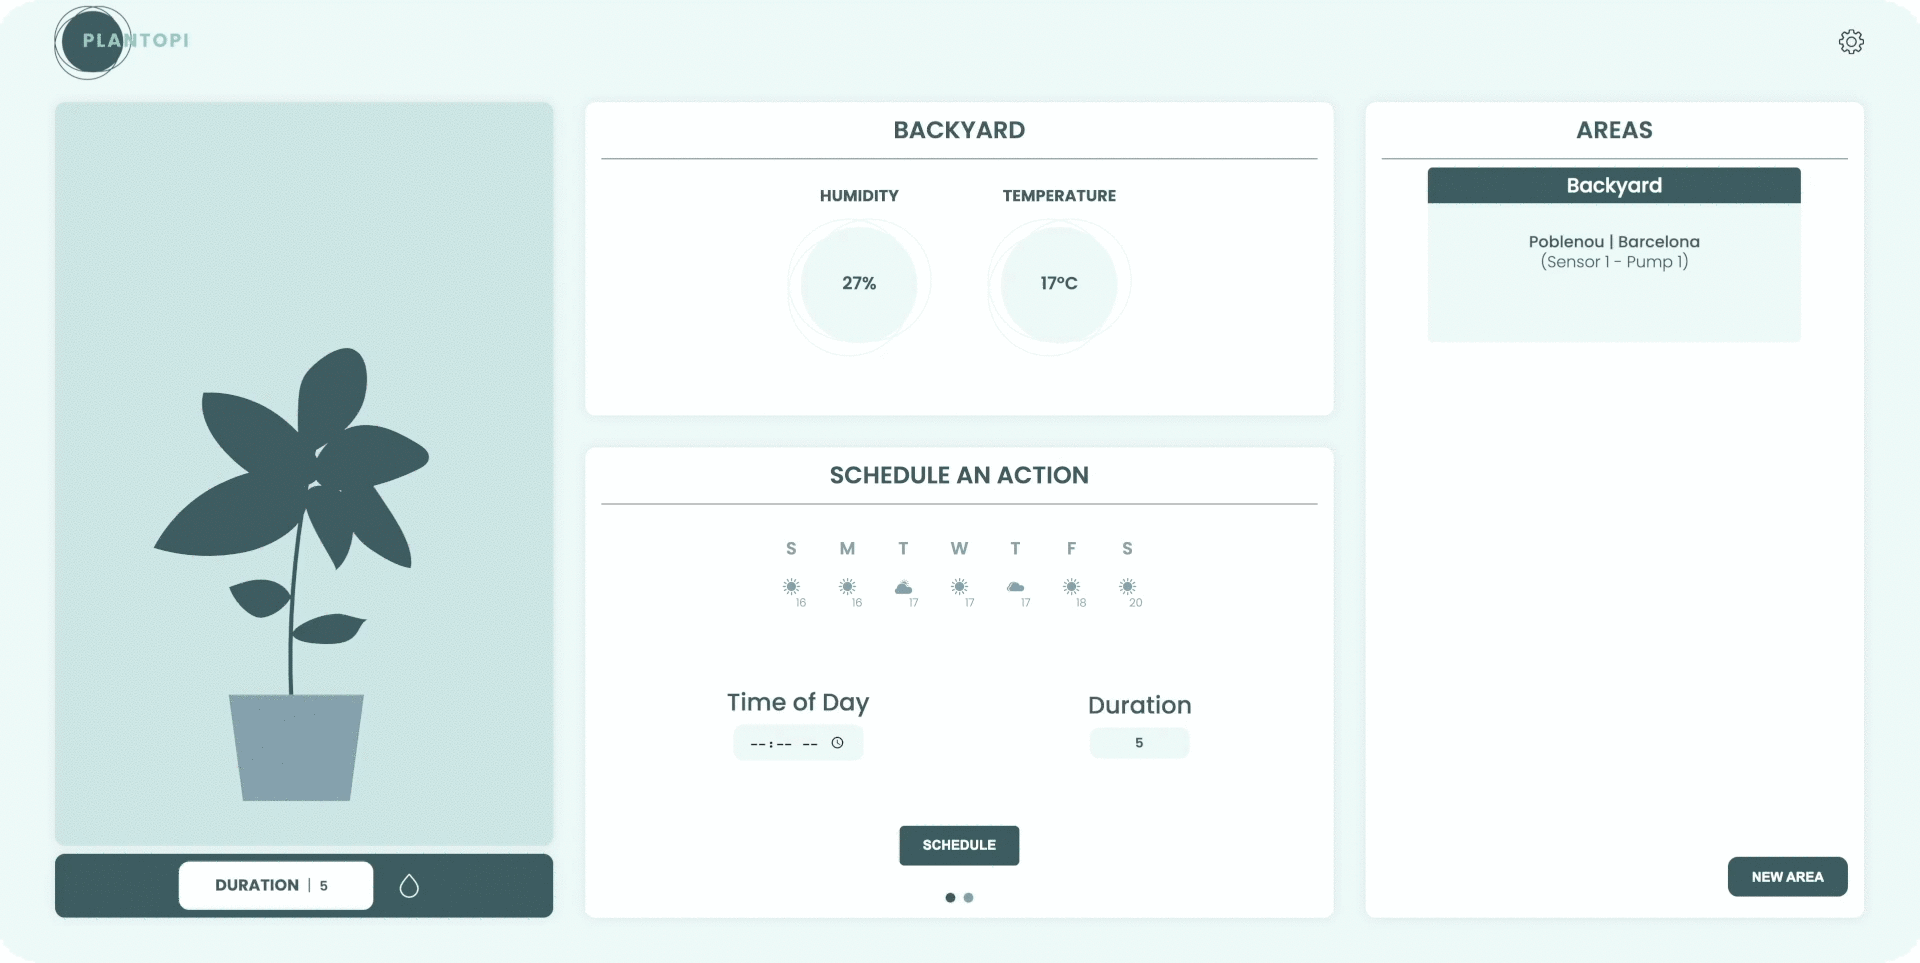 PLANTOPI
DURATION | 5
BACKYARD
HUMIDITY
TEMPERATURE
27%
17°C
SCHEDULE AN ACTION
S M T W T F S
16 16 17 17 17 18 20
Time of Day
Duration
--:-- --
5
SCHEDULE
AREAS
Backyard
Poblenou | Barcelona
(Sensor 1 - Pump 1)
NEW AREA